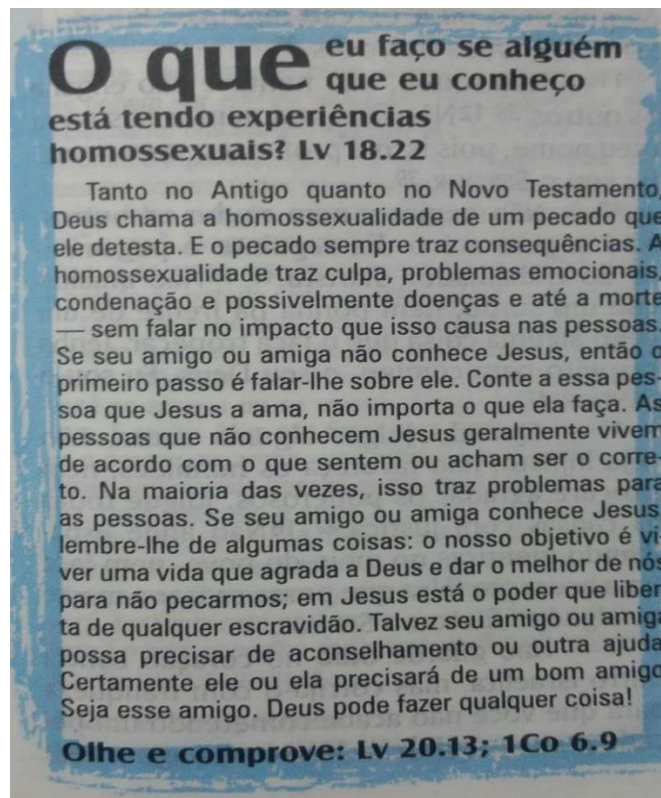 O que eu faço se alguém
que eu conheço
está tendo experiências
homossexuais? Lv 18.22
Tanto no Antigo quanto no Novo Testamento,
Deus chama a homossexualidade de um pecado que
ele detesta. E o pecado sempre traz consequências. A
homossexualidade traz culpa, problemas emocionais,
condenação e possivelmente doenças e até a morte
— sem falar no impacto que isso causa nas pessoas.
Se seu amigo ou amiga não conhece Jesus, então o
primeiro passo é falar-lhe sobre ele. Conte a essa pes-
soa que Jesus a ama, não importa o que ela faça. As
pessoas que não conhecem Jesus geralmente vivem
de acordo com o que sentem ou acham ser o corre-
to. Na maioria das vezes, isso traz problemas para
as pessoas. Se seu amigo ou amiga conhece Jesus,
lembre-lhe de algumas coisas: o nosso objetivo é vi-
ver uma vida que agrada a Deus e dar o melhor de nós
para não pecarmos; em Jesus está o poder que liber-
ta de qualquer escravidão. Talvez seu amigo ou amiga
possa precisar de aconselhamento ou outra ajuda.
Certamente ele ou ela precisará de um bom amigo.
Seja esse amigo. Deus pode fazer qualquer coisa!
Olhe e comprove: Lv 20.13; 1Co 6.9